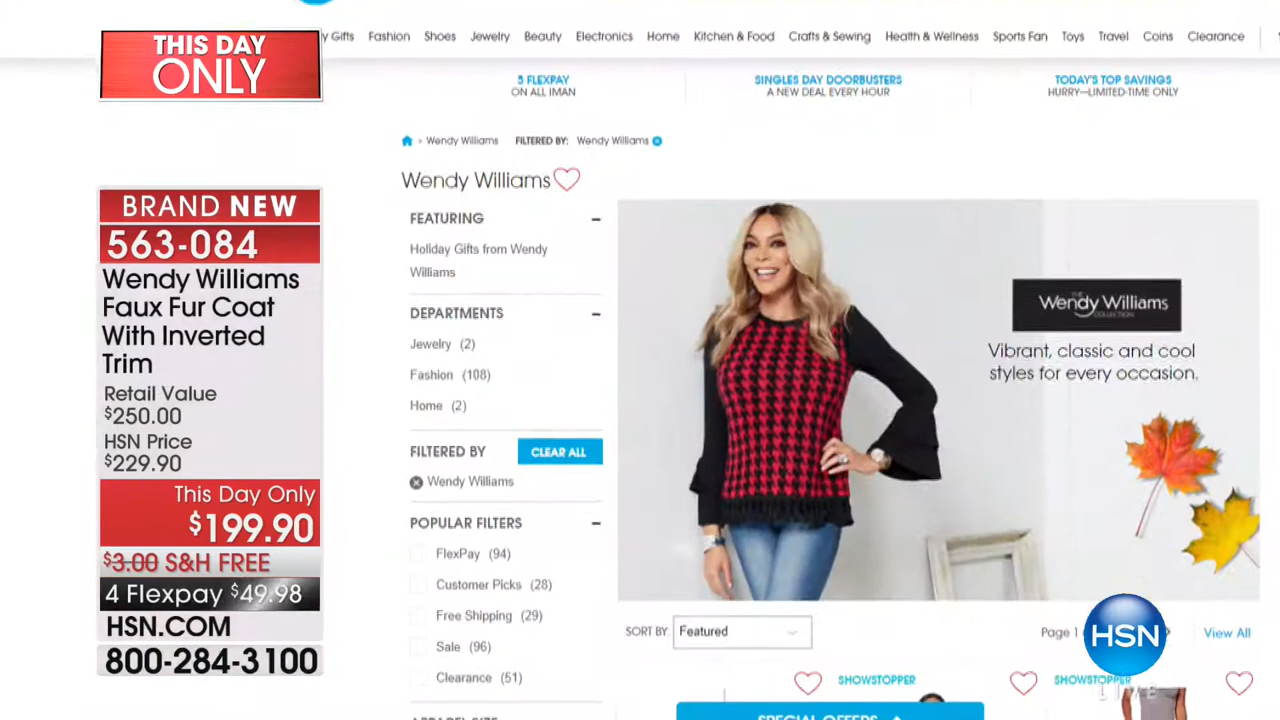 THIS DAY
ONLY
Gifts Fashion Shoes Jewelry Beauty Electronics Home Kitchen & Food Crafts & Sewing Health & Wellness Sports Fan Toys Travel Coins Clearance
5 FLEXPAY
ON ALL IMAN
SINGLES DAY DOORBUSTERS
A NEW DEAL EVERY HOUR
TODAY'S TOP SAVINGS
HURRY—LIMITED-TIME ONLY
Wendy Williams FILTERED BY: Wendy Williams
Wendy Williams
BRAND NEW
563-084
Wendy Williams
Faux Fur Coat
With Inverted
Trim
Retail Value
$250.00
HSN Price
$229.90
This Day Only
$199.90
$3.00 S&H FREE
4 Flexpay $49.98
HSN.COM
800-284-3100
FEATURING
Holiday Gifts from Wendy
Williams
DEPARTMENTS
Jewelry (2)
Fashion (108)
Home (2)
FILTERED BY CLEAR ALL
Wendy Williams
POPULAR FILTERS
FlexPay (94)
Customer Picks (28)
Free Shipping (29)
Sale (96)
Clearance (51)
THE
Wendy Williams
COLLECTION
Vibrant, classic and cool
styles for every occasion.
SORT BY: Featured
Page 1
View All
HSN
LIVE
SHOWSTOPPER
SHOWSTOPPER
SPECIAL OFFERS